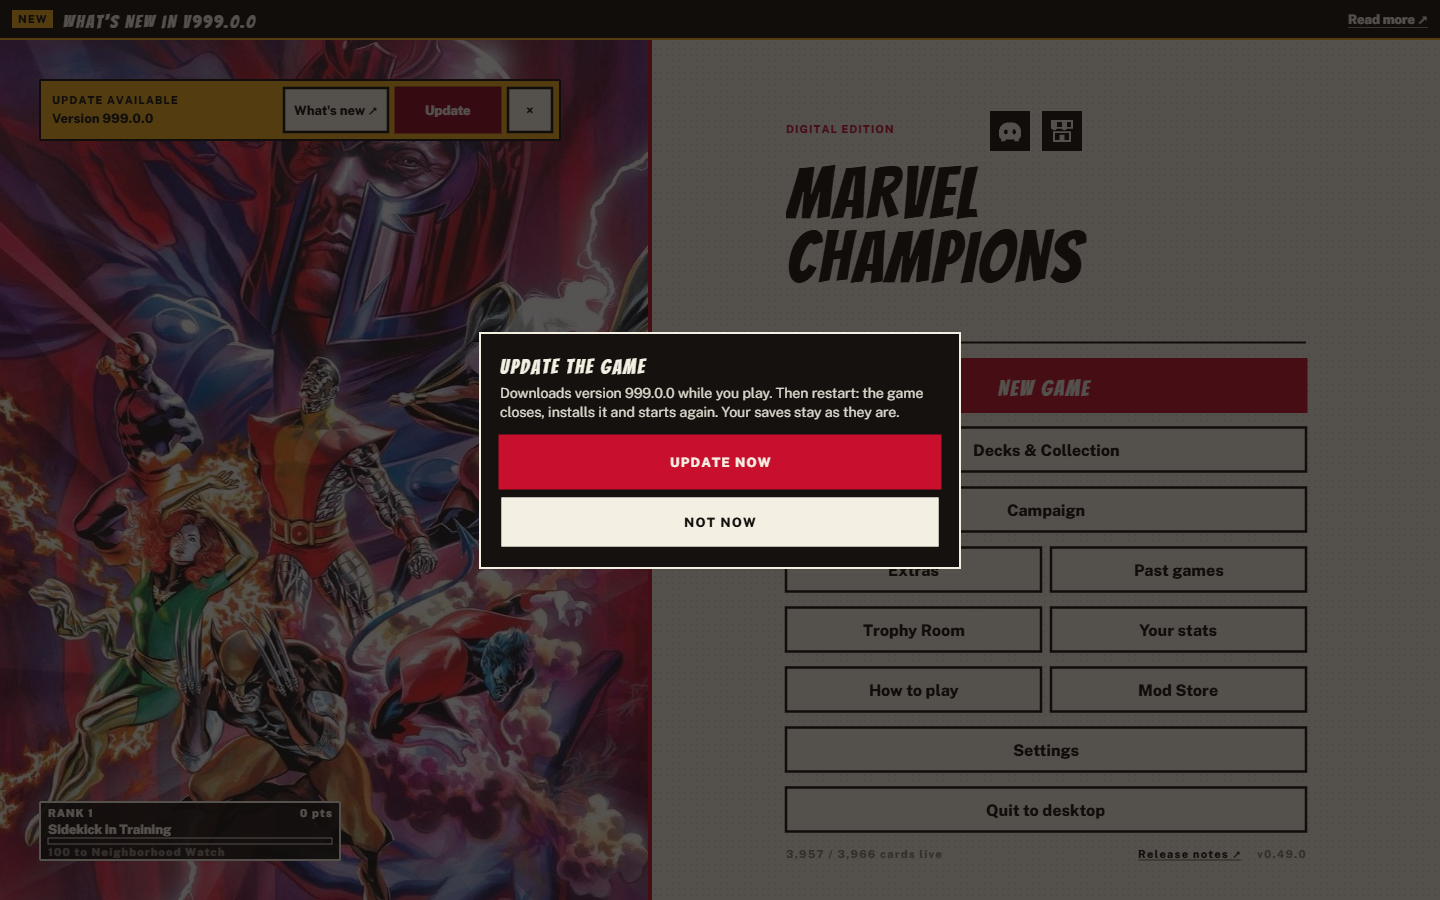 NEW WHAT'S NEW IN V999.0.0
Read more ↗
UPDATE AVAILABLE
Version 999.0.0
What's new ↗
Update
×
DIGITAL EDITION
MARVEL
CHAMPIONS
UPDATE THE GAME
Downloads version 999.0.0 while you play. Then restart: the game
closes, installs it and starts again. Your saves stay as they are.
UPDATE NOW
NOT NOW
NEW GAME
Decks & Collection
Campaign
Extras
Past games
Trophy Room
Your stats
How to play
Mod Store
Settings
Quit to desktop
RANK 1
0 pts
Sidekick in Training
100 to Neighborhood Watch
3,957 / 3,966 cards live
Release notes ↗
v0.49.0